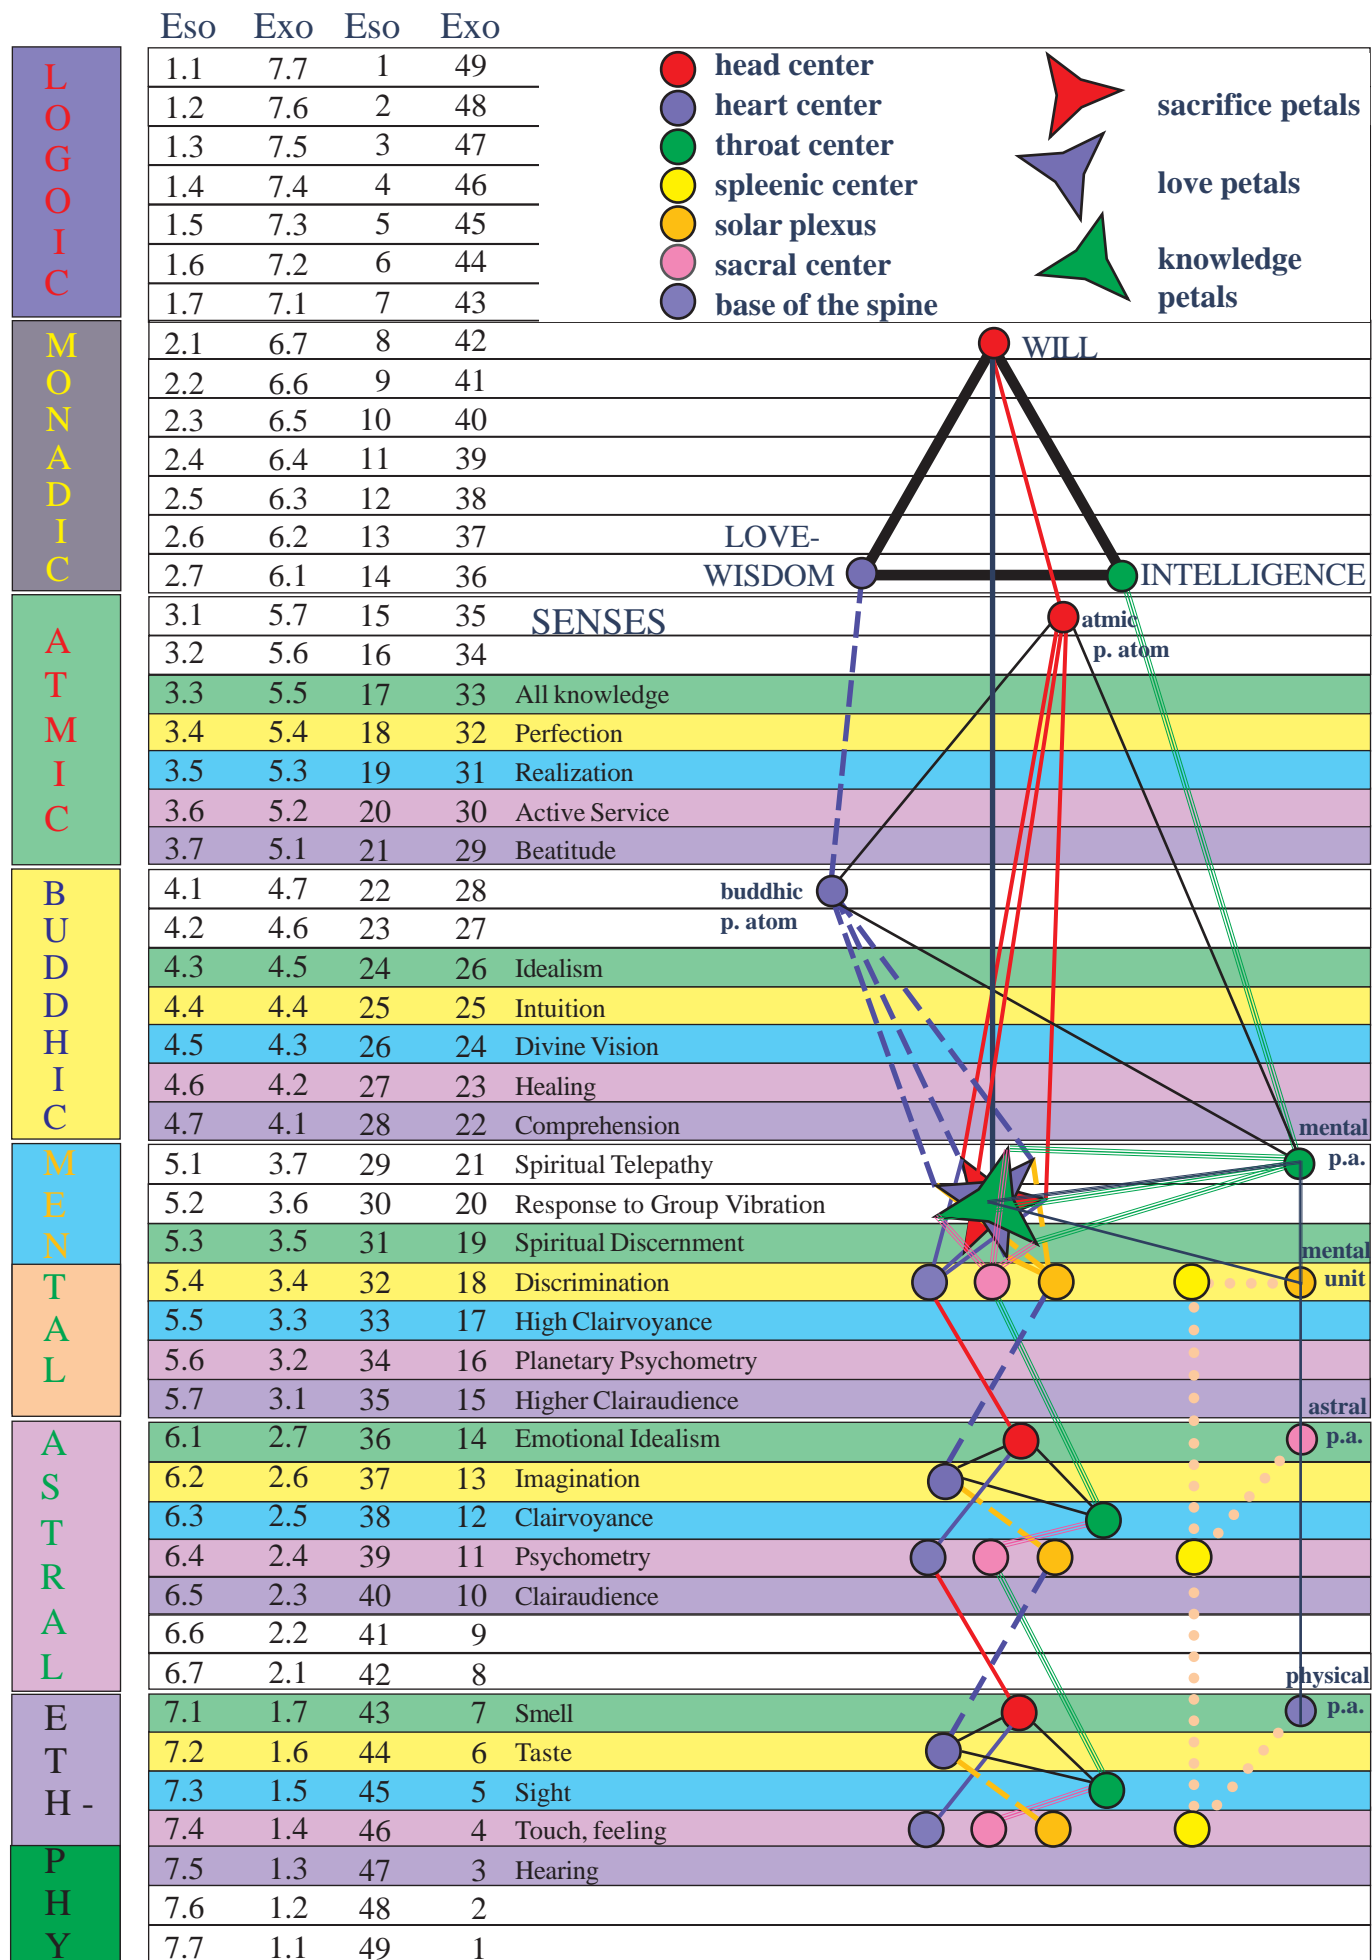 Eso Exo Eso Exo
LOGOIC
1.1 7.7 1 49
1.2 7.6 2 48
1.3 7.5 3 47
1.4 7.4 4 46
1.5 7.3 5 45
1.6 7.2 6 44
1.7 7.1 7 43
head center
heart center
throat center
spleenic center
solar plexus
sacral center
base of the spine
sacrifice petals
love petals
knowledge
petals
MONADIC
2.1 6.7 8 42 WILL
2.2 6.6 9 41
2.3 6.5 10 40
2.4 6.4 11 39
2.5 6.3 12 38
2.6 6.2 13 37 LOVE-
2.7 6.1 14 36 WISDOM INTELLIGENCE
ATMIC
3.1 5.7 15 35 SENSES atmic
3.2 5.6 16 34 p. atom
3.3 5.5 17 33 All knowledge
3.4 5.4 18 32 Perfection
3.5 5.3 19 31 Realization
3.6 5.2 20 30 Active Service
3.7 5.1 21 29 Beatitude
BUDDHIC
4.1 4.7 22 28 buddhic
4.2 4.6 23 27 p. atom
4.3 4.5 24 26 Idealism
4.4 4.4 25 25 Intuition
4.5 4.3 26 24 Divine Vision
4.6 4.2 27 23 Healing
4.7 4.1 28 22 Comprehension mental
MENTAL
5.1 3.7 29 21 Spiritual Telepathy p.a.
5.2 3.6 30 20 Response to Group Vibration
5.3 3.5 31 19 Spiritual Discernment mental
5.4 3.4 32 18 Discrimination unit
5.5 3.3 33 17 High Clairvoyance
5.6 3.2 34 16 Planetary Psychometry
5.7 3.1 35 15 Higher Clairaudience astral
ASTRAL
6.1 2.7 36 14 Emotional Idealism p.a.
6.2 2.6 37 13 Imagination
6.3 2.5 38 12 Clairvoyance
6.4 2.4 39 11 Psychometry
6.5 2.3 40 10 Clairaudience
6.6 2.2 41 9
6.7 2.1 42 8 physical
ETH-
7.1 1.7 43 7 Smell p.a.
7.2 1.6 44 6 Taste
7.3 1.5 45 5 Sight
7.4 1.4 46 4 Touch, feeling
PHY
7.5 1.3 47 3 Hearing
7.6 1.2 48 2
7.7 1.1 49 1